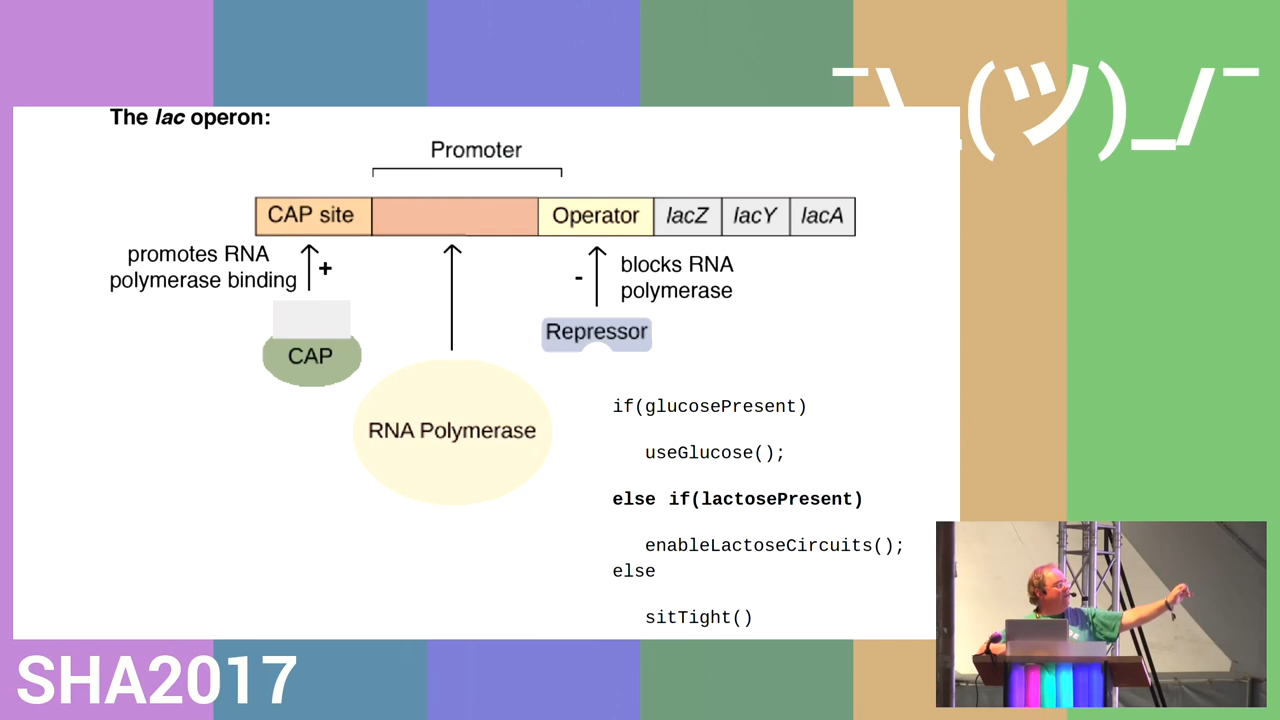 ¯\_(ツ)_/¯
The lac operon:
Promoter
CAP site
Operator
lacZ
lacY
lacA
promotes RNA
polymerase binding
+
-
blocks RNA
polymerase
CAP
Repressor
RNA Polymerase
if(glucosePresent)
useGlucose();
else if(lactosePresent)
enableLactoseCircuits();
else
sitTight()
SHA2017